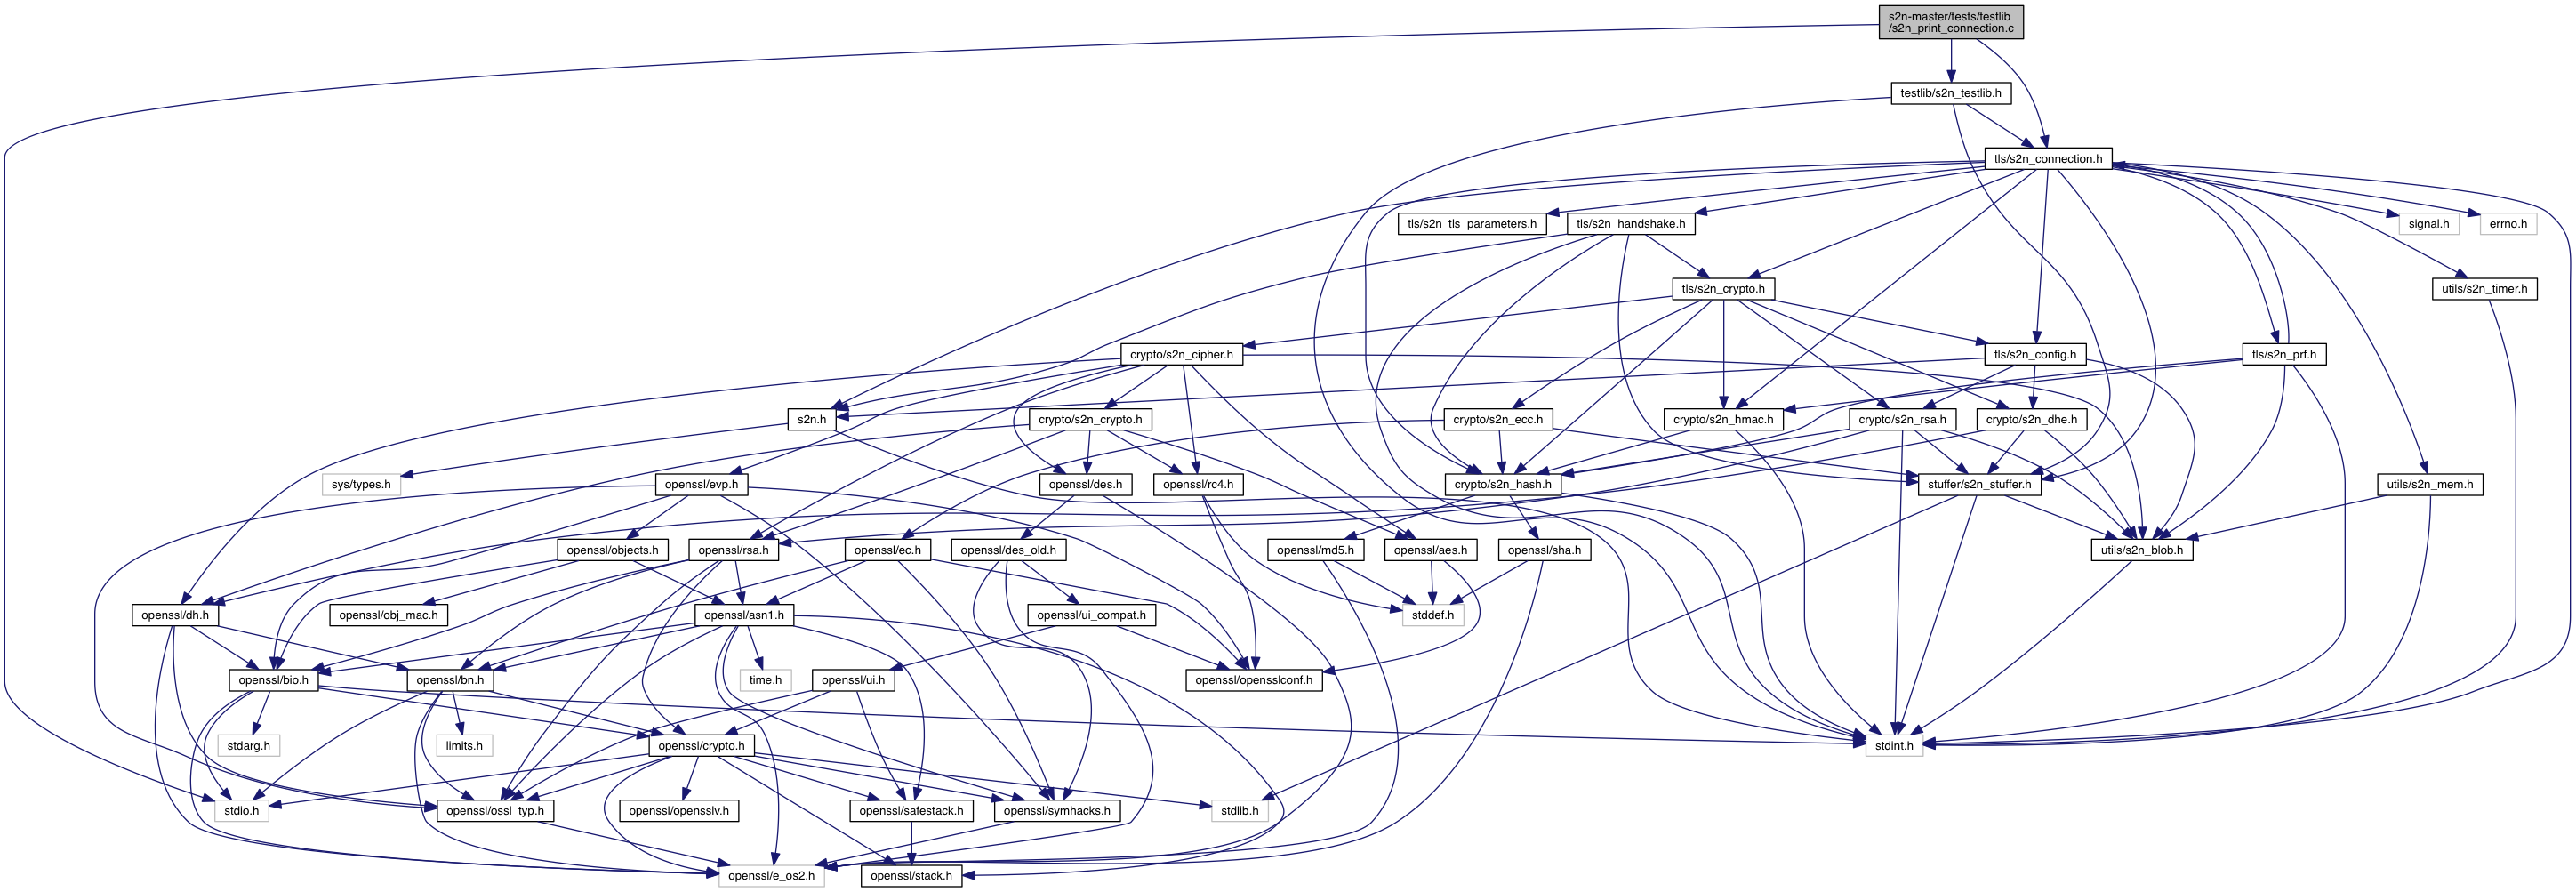 s2n-master/tests/testlib
/s2n_print_connection.c
testlib/s2n_testlib.h
tls/s2n_connection.h
tls/s2n_tls_parameters.h
tls/s2n_handshake.h
signal.h
errno.h
tls/s2n_crypto.h
utils/s2n_timer.h
crypto/s2n_cipher.h
tls/s2n_config.h
tls/s2n_prf.h
s2n.h
crypto/s2n_crypto.h
crypto/s2n_ecc.h
crypto/s2n_hmac.h
crypto/s2n_rsa.h
crypto/s2n_dhe.h
sys/types.h
openssl/evp.h
openssl/des.h
openssl/rc4.h
crypto/s2n_hash.h
stuffer/s2n_stuffer.h
utils/s2n_mem.h
openssl/objects.h
openssl/rsa.h
openssl/ec.h
openssl/des_old.h
openssl/md5.h
openssl/aes.h
openssl/sha.h
utils/s2n_blob.h
openssl/dh.h
openssl/obj_mac.h
openssl/asn1.h
openssl/ui_compat.h
stddef.h
openssl/bio.h
openssl/bn.h
time.h
openssl/ui.h
openssl/opensslconf.h
stdarg.h
limits.h
openssl/crypto.h
stdint.h
stdio.h
openssl/ossl_typ.h
openssl/opensslv.h
openssl/safestack.h
openssl/symhacks.h
stdlib.h
openssl/e_os2.h
openssl/stack.h